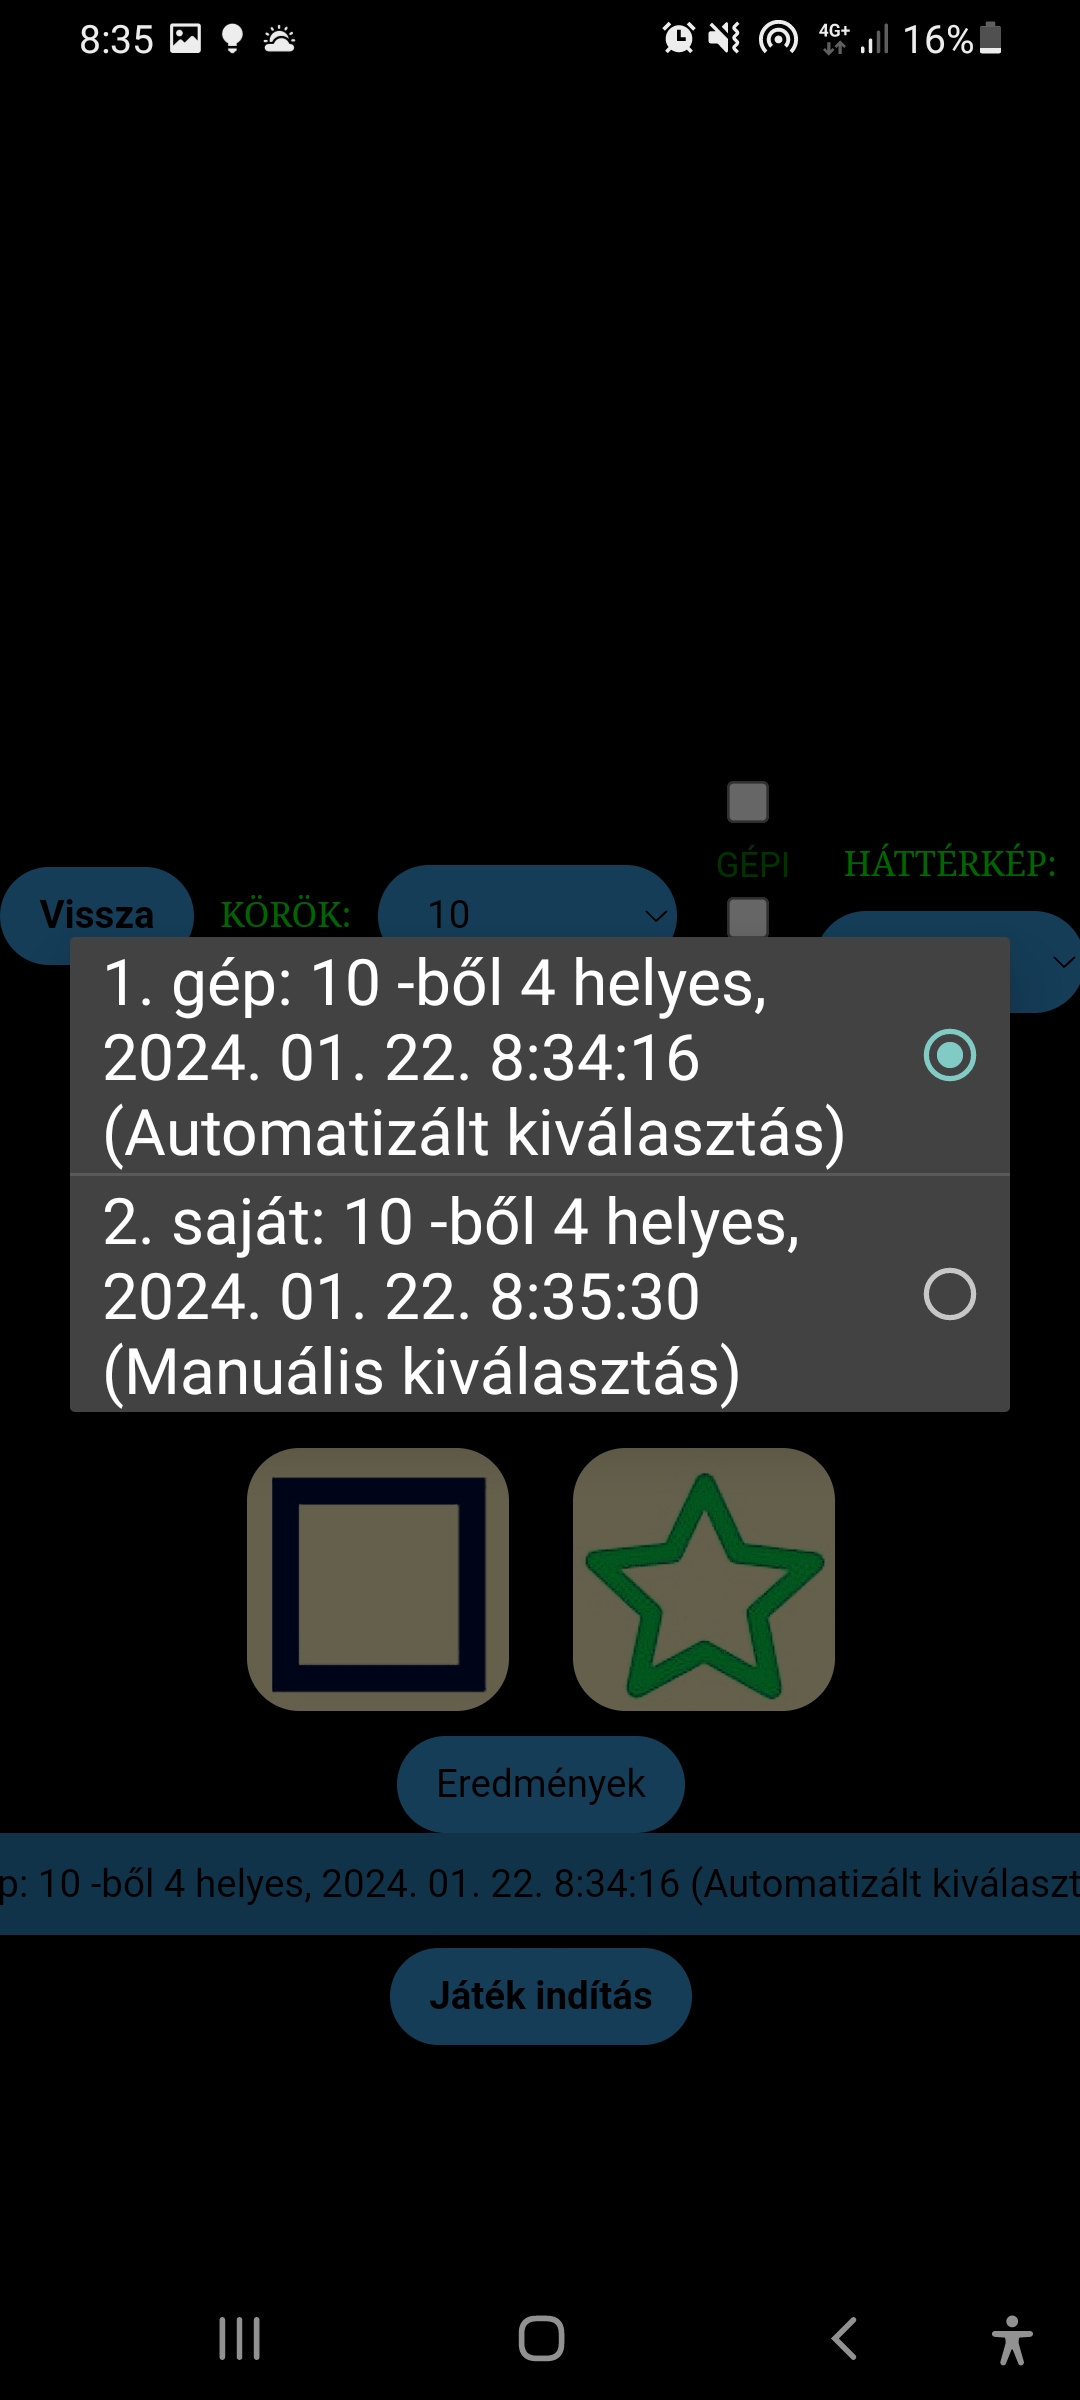 8:35 4G+ 16%
GÉPI HÁTTÉRKÉP:
Vissza KÖRÖK: 10
1. gép: 10 -ből 4 helyes,
2024. 01. 22. 8:34:16
(Automatizált kiválasztás)
2. saját: 10 -ből 4 helyes,
2024. 01. 22. 8:35:30
(Manuális kiválasztás)
Eredmények
p: 10 -ből 4 helyes, 2024. 01. 22. 8:34:16 (Automatizált kiválaszt
Játék indítás